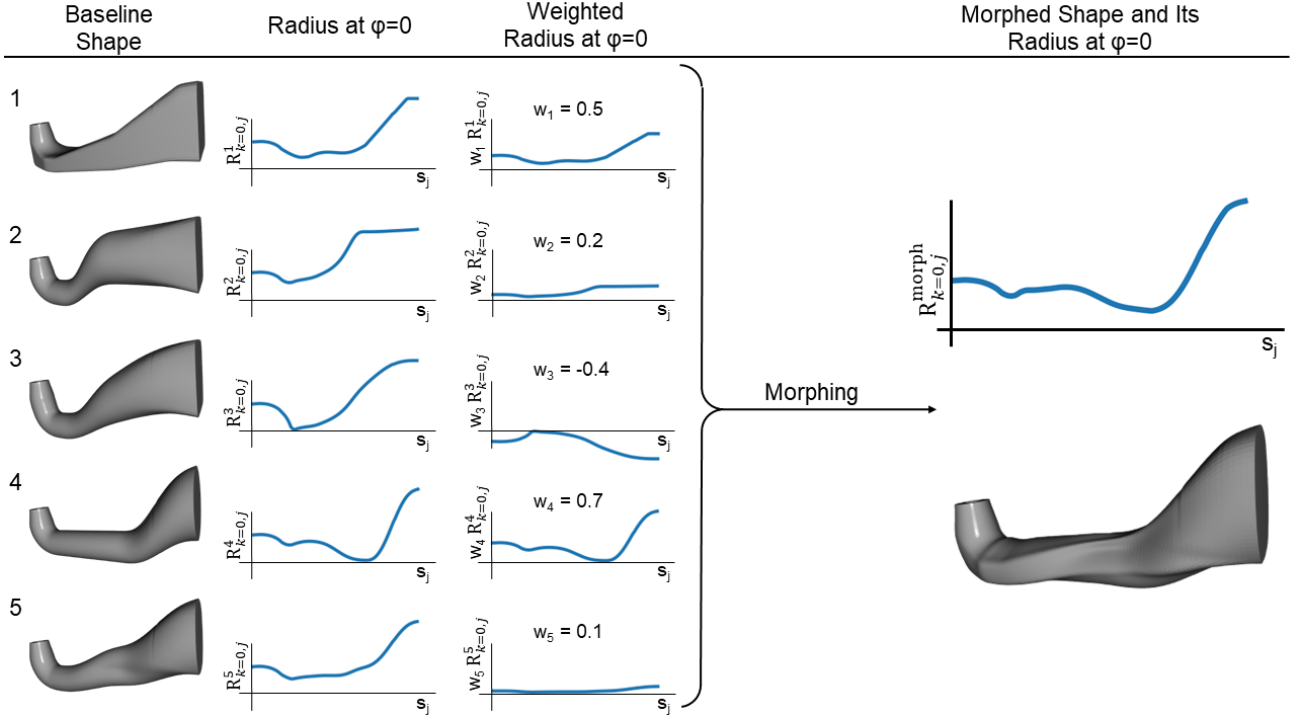 Baseline
Shape
Radius at φ=0
Weighted
Radius at φ=0
Morphed Shape and Its
Radius at φ=0
1
R¹ₖ₌₀,ⱼ
sⱼ
w₁ R¹ₖ₌₀,ⱼ
w₁ = 0.5
sⱼ
2
R²ₖ₌₀,ⱼ
sⱼ
w₂ R²ₖ₌₀,ⱼ
w₂ = 0.2
sⱼ
3
R³ₖ₌₀,ⱼ
sⱼ
w₃ R³ₖ₌₀,ⱼ
w₃ = -0.4
sⱼ
4
R⁴ₖ₌₀,ⱼ
sⱼ
w₄ R⁴ₖ₌₀,ⱼ
w₄ = 0.7
sⱼ
5
R⁵ₖ₌₀,ⱼ
sⱼ
w₅ R⁵ₖ₌₀,ⱼ
w₅ = 0.1
sⱼ
Morphing
Rᵐᵒʳᵖʰₖ₌₀,ⱼ
sⱼ